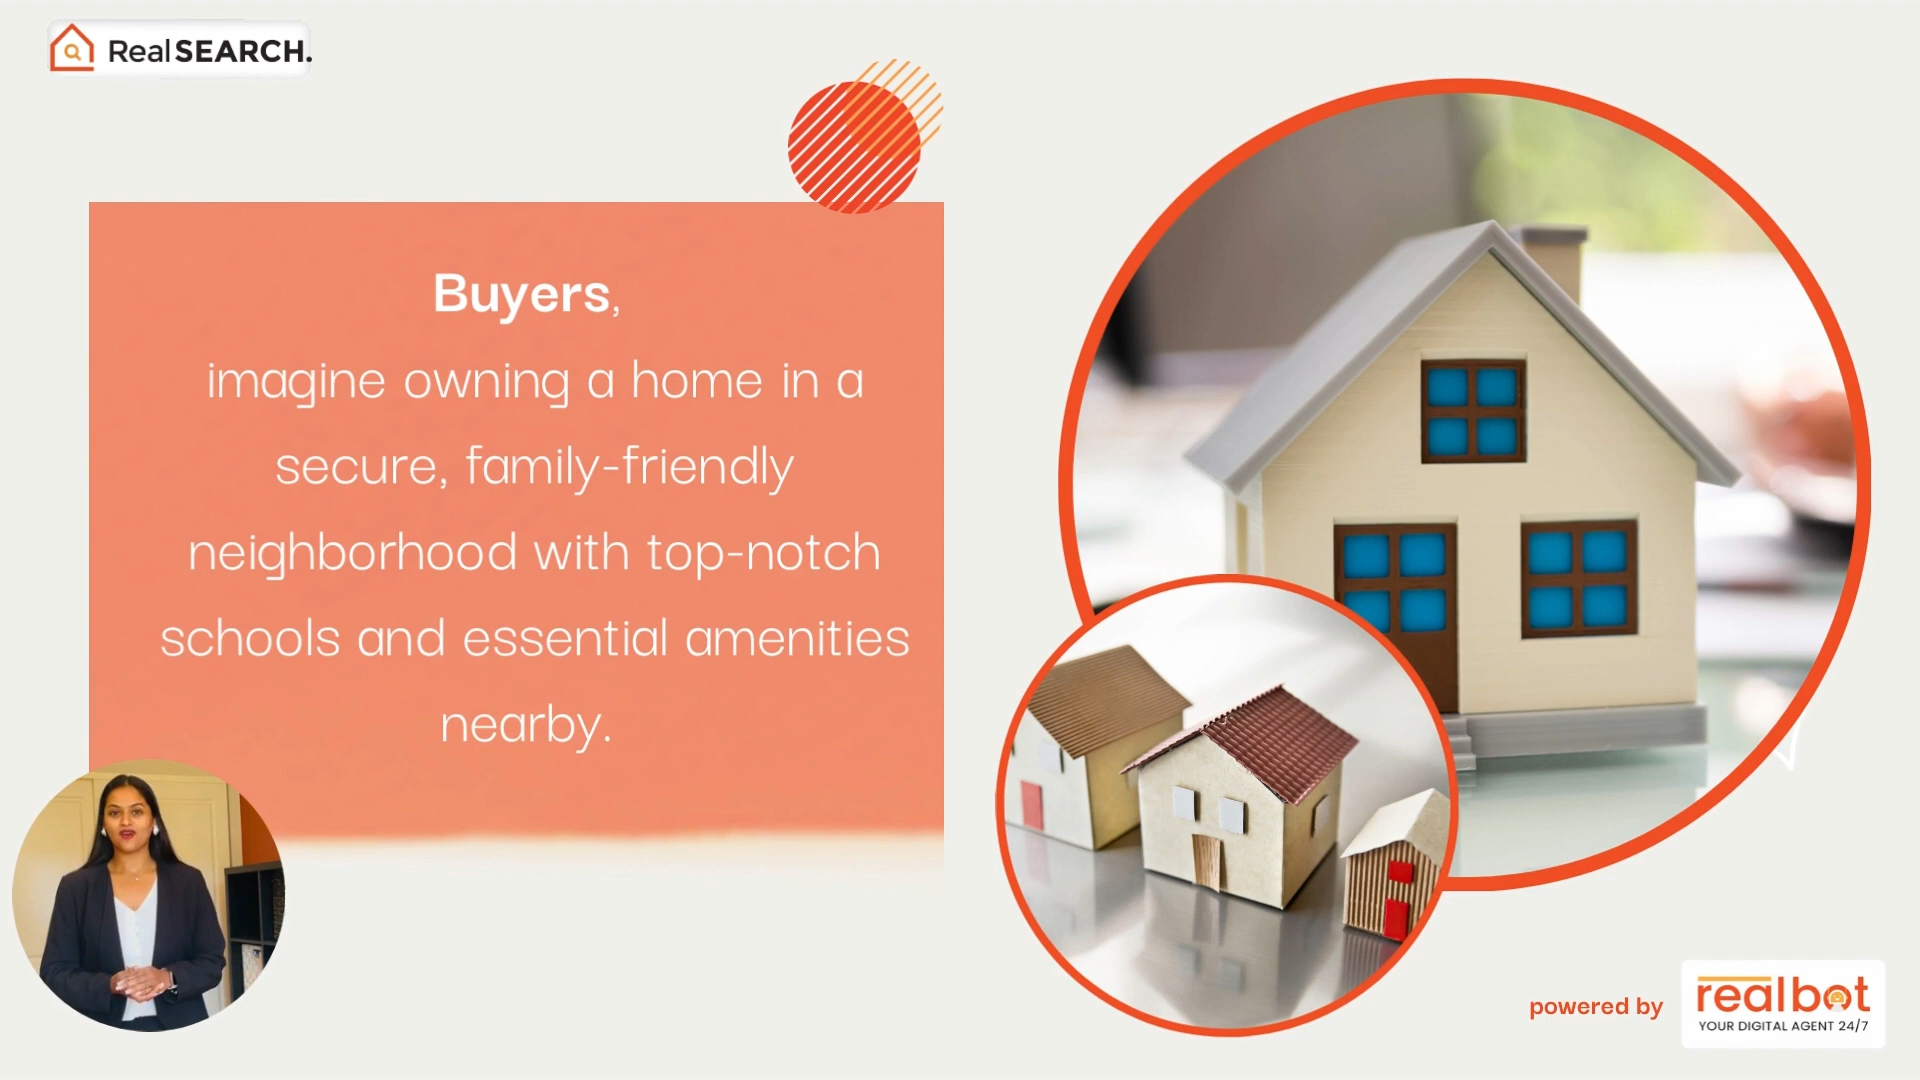 RealSEARCH.
Buyers,
imagine owning a home in a
secure, family-friendly
neighborhood with top-notch
schools and essential amenities
nearby.
powered by
realbot
YOUR DIGITAL AGENT 24/7